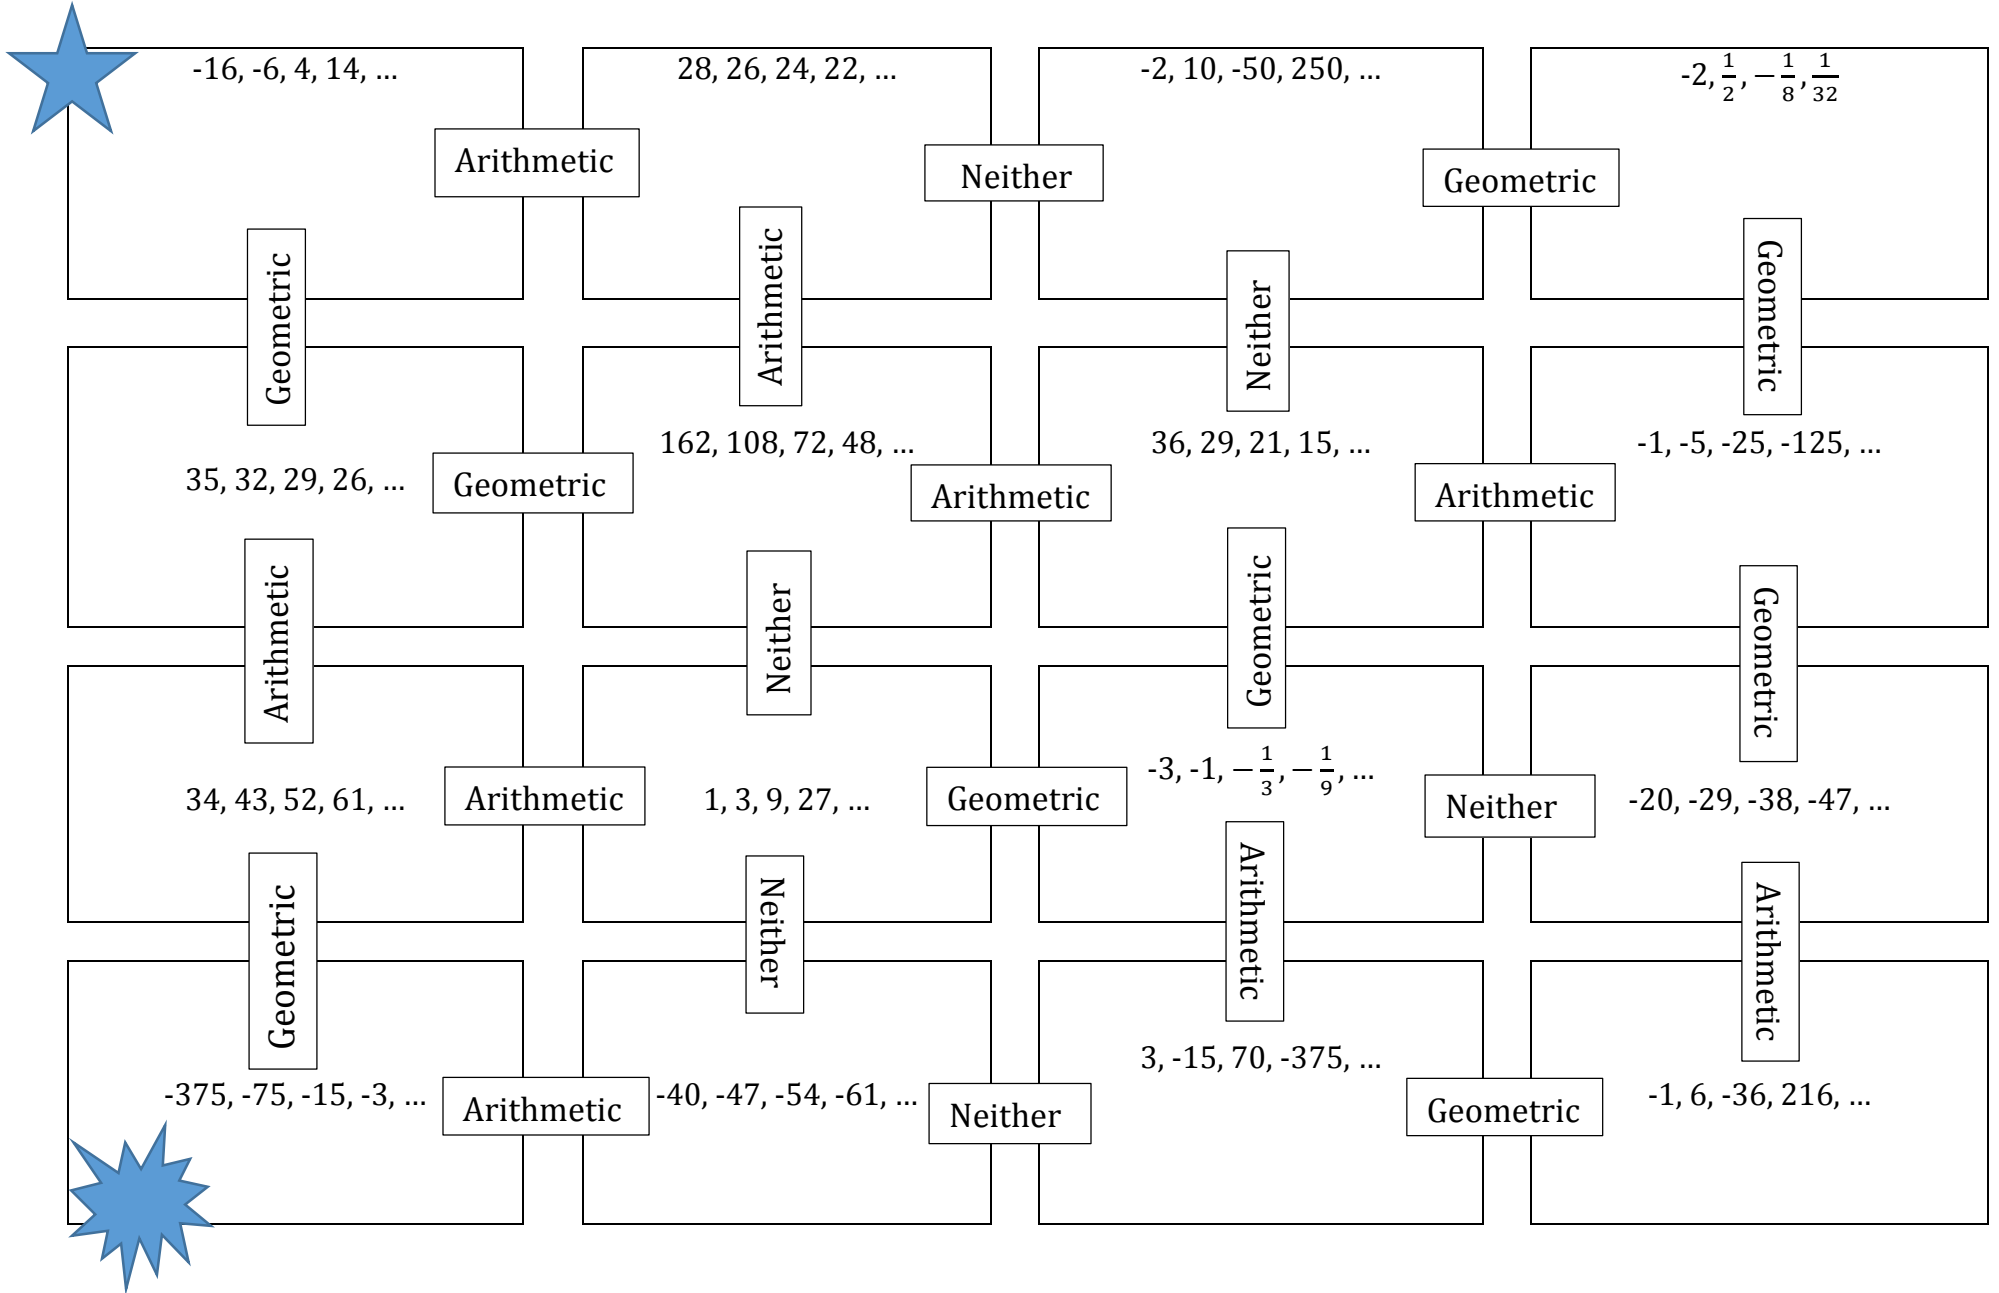 -16, -6, 4, 14, …
28, 26, 24, 22, …
-2, 10, -50, 250, …
-2, 1/2, − 1/8, 1/32
Arithmetic
Neither
Geometric
Geometric
Arithmetic
Neither
Geometric
35, 32, 29, 26, …
162, 108, 72, 48, …
36, 29, 21, 15, …
-1, -5, -25, -125, …
Geometric
Arithmetic
Arithmetic
Arithmetic
Neither
Geometric
Geometric
34, 43, 52, 61, …
1, 3, 9, 27, …
-3, -1, − 1/3, − 1/9, …
-20, -29, -38, -47, …
Arithmetic
Geometric
Neither
Geometric
Neither
Arithmetic
Arithmetic
-375, -75, -15, -3, …
-40, -47, -54, -61, …
3, -15, 70, -375, …
-1, 6, -36, 216, …
Arithmetic
Neither
Geometric